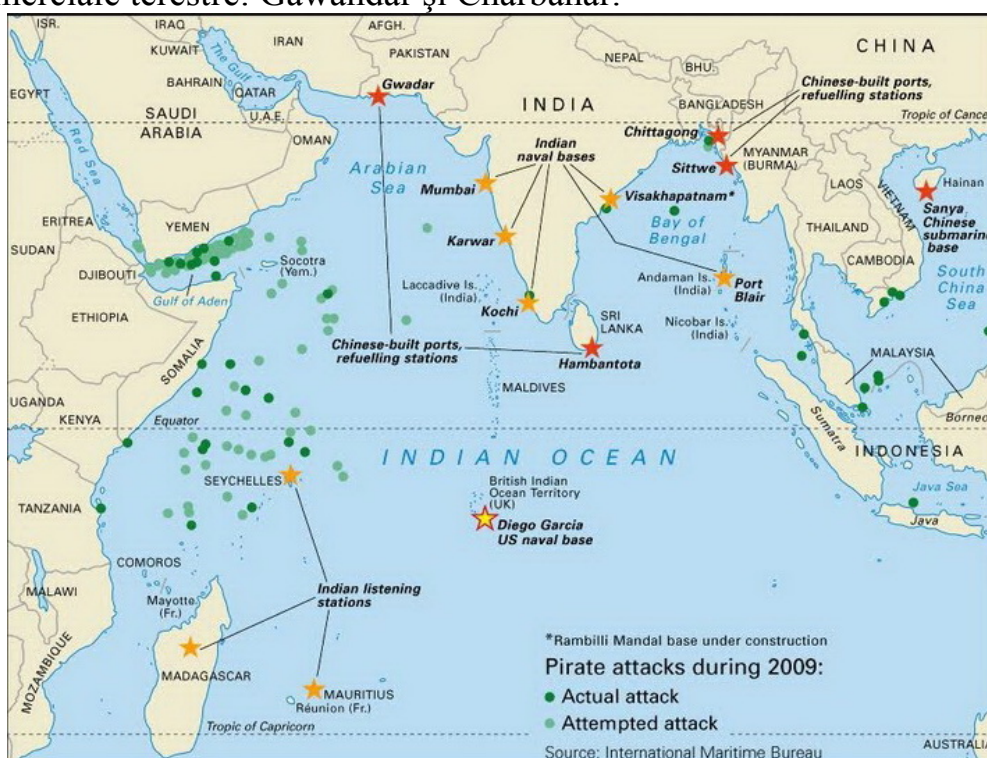 merciale terestre: Gawandar și Charbahar.
ISR.
IRAQ
KUWAIT
IRAN
AFGH.
PAKISTAN
NEPAL
BHU.
CHINA
EGYPT
The Gulf
BAHRAIN
QATAR
U.A.E.
SAUDI
ARABIA
OMAN
Red Sea
Gwadar
INDIA
BANGLADESH
Chinese-built ports,
refuelling stations
Tropic of Cance
Chittagong
Sittwe
MYANMAR
(BURMA)
LAOS
VIETNAM
Hainan
Sanya
Chinese
submarine
base
Indian
naval bases
Arabian
Sea
Mumbai
Visakhapatnam*
Bay of
Bengal
THAILAND
CAMBODIA
South
China
Sea
ERITREA
SUDAN
YEMEN
DJIBOUTI
Gulf of Aden
Socotra
(Yem.)
Karwar
Laccadive Is.
(India)
Kochi
Andaman Is.
(India)
Port
Blair
Nicobar Is.
(India)
ETHIOPIA
SOMALIA
SRI
LANKA
Hambantota
Chinese-built ports,
refuelling stations
MALDIVES
MALAYSIA
UGANDA
KENYA
Equator
Borneo
Sumatra
INDONESIA
INDIAN OCEAN
SEYCHELLES
British Indian
Ocean Territory
(UK)
Diego Garcia
US naval base
Java Sea
Java
TANZANIA
COMOROS
Mayotte
(Fr.)
MALAWI
MOZAMBIQUE
Indian listening
stations
MADAGASCAR
MAURITIUS
Réunion (Fr.)
Tropic of Capricorn
*Rambilli Mandal base under construction
Pirate attacks during 2009:
Actual attack
Attempted attack
Source: International Maritime Bureau
AUSTRALI